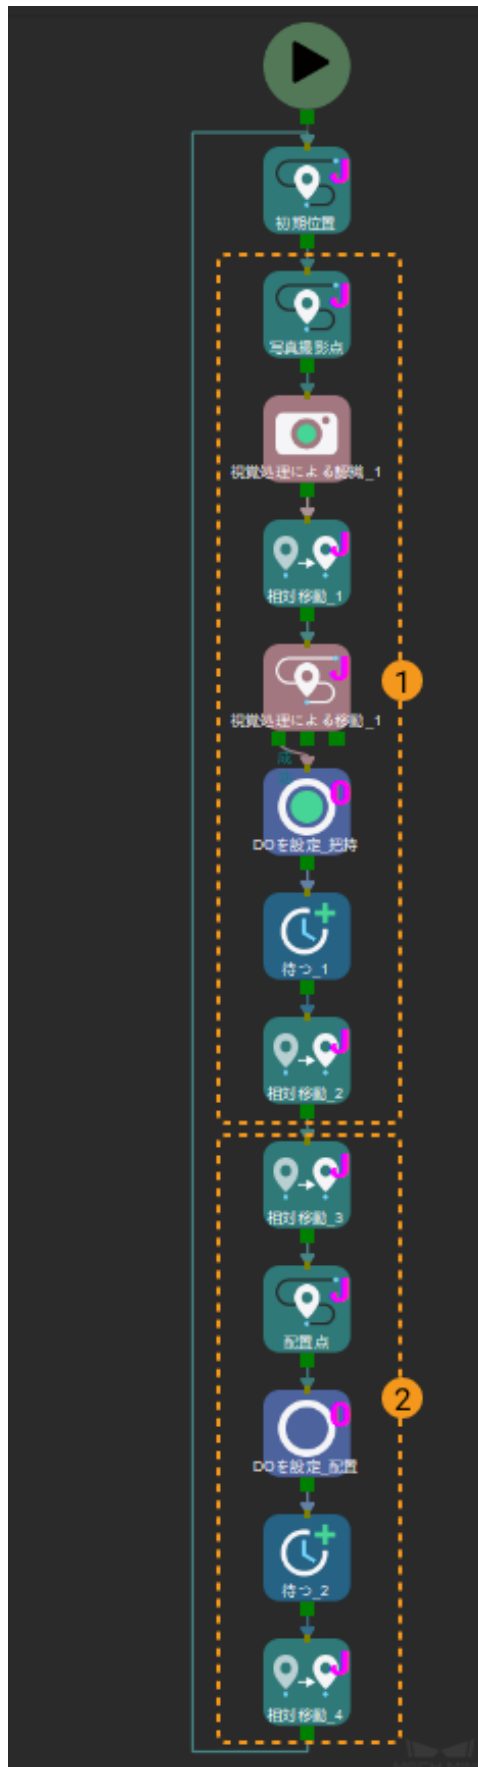 J
初期位置
J
写真撮影点
視覚処理による認識_1
J
相対移動_1
J
視覚処理による移動_1
1
成
O
DOを設定_把持
待つ_1
J
相対移動_2
J
相対移動_3
J
配置点
2
O
DOを設定_配置
待つ_2
J
相対移動_4